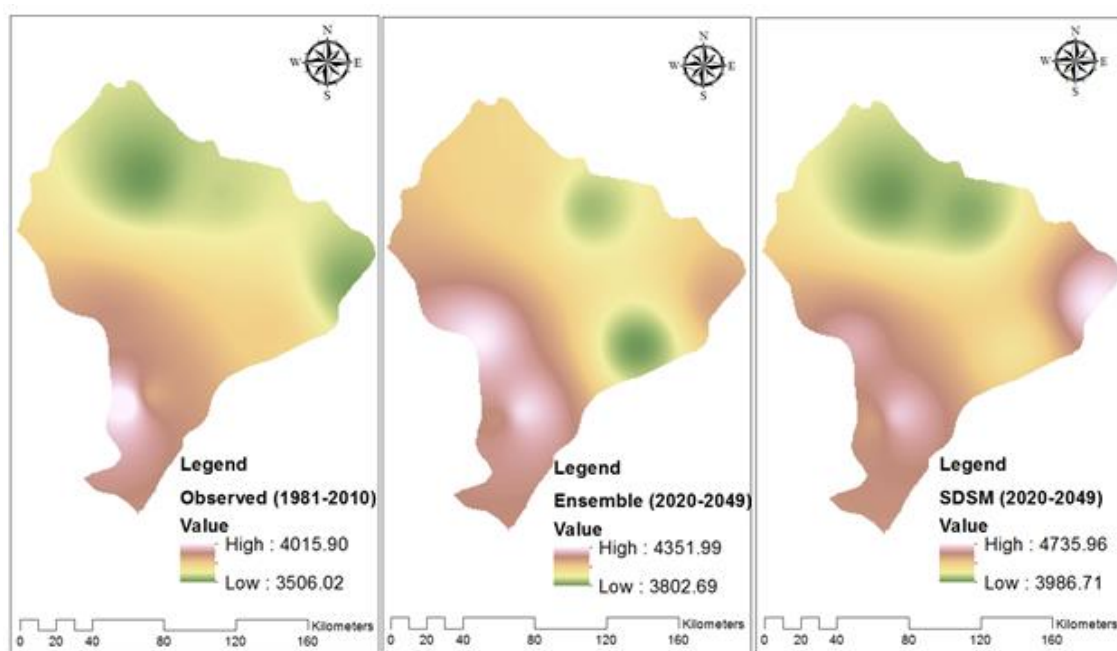 N
W E
S
Legend
Observed (1981-2010)
Value
High : 4015.90
Low : 3506.02
Kilometers
0 20 40 80 120 160
N
W E
S
Legend
Ensemble (2020-2049)
Value
High : 4351.99
Low : 3802.69
Kilometers
0 20 40 80 120 160
N
W E
S
Legend
SDSM (2020-2049)
Value
High : 4735.96
Low : 3986.71
Kilometers
0 20 40 80 120 160